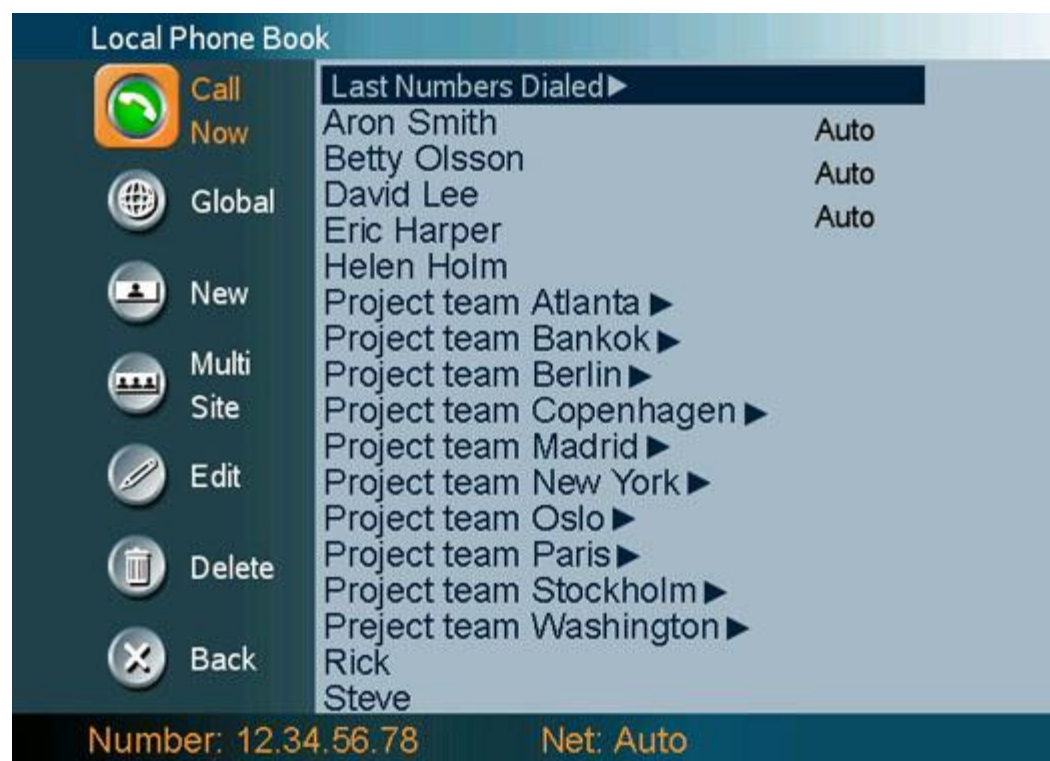 Local Phone Book
Call
Now
Global
New
Multi
Site
Edit
Delete
Back
Last Numbers Dialed▶
Aron Smith Auto
Betty Olsson Auto
David Lee Auto
Eric Harper
Helen Holm
Project team Atlanta ▶
Project team Bankok▶
Project team Berlin▶
Project team Copenhagen▶
Project team Madrid▶
Project team New York▶
Project team Oslo▶
Project team Paris▶
Project team Stockholm▶
Preject team Washington▶
Rick
Steve
Number: 12.34.56.78 Net: Auto